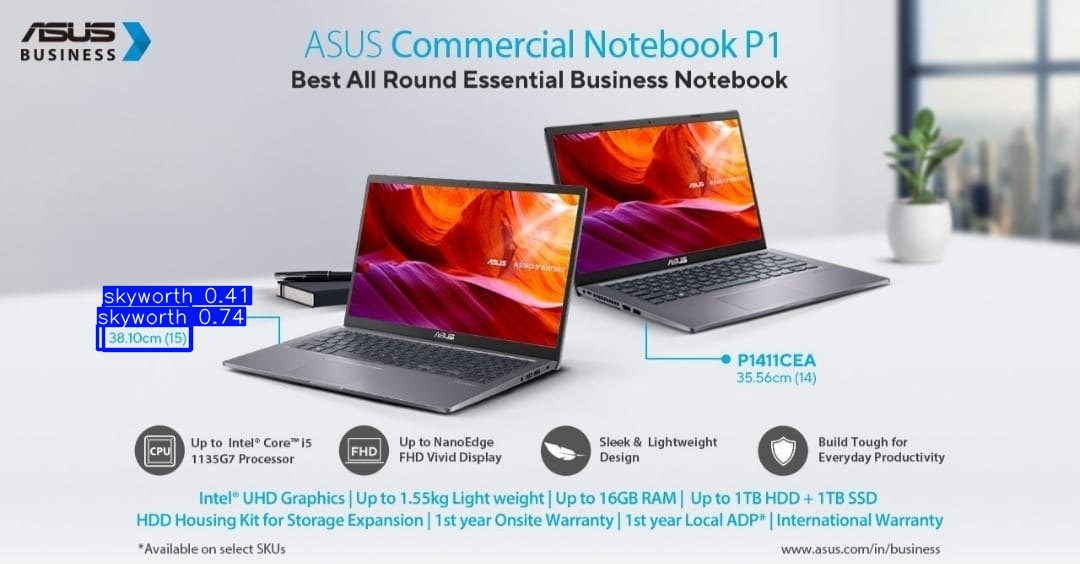 ASUS
BUSINESS
ASUS Commercial Notebook P1
Best All Round Essential Business Notebook
ASUS
ASUS
ASUS
ASUS
skyworth 0.41
skyworth 0.74
38.10cm (15)
P1411CEA
35.56cm (14)
CPU
Up to Intel® Core™ i5
1135G7 Processor
FHD
Up to NanoEdge
FHD Vivid Display
Sleek & Lightweight
Design
Build Tough for
Everyday Productivity
Intel® UHD Graphics | Up to 1.55kg Light weight | Up to 16GB RAM | Up to 1TB HDD + 1TB SSD
HDD Housing Kit for Storage Expansion | 1st year Onsite Warranty | 1st year Local ADP* | International Warranty
*Available on select SKUs
www.asus.com/in/business